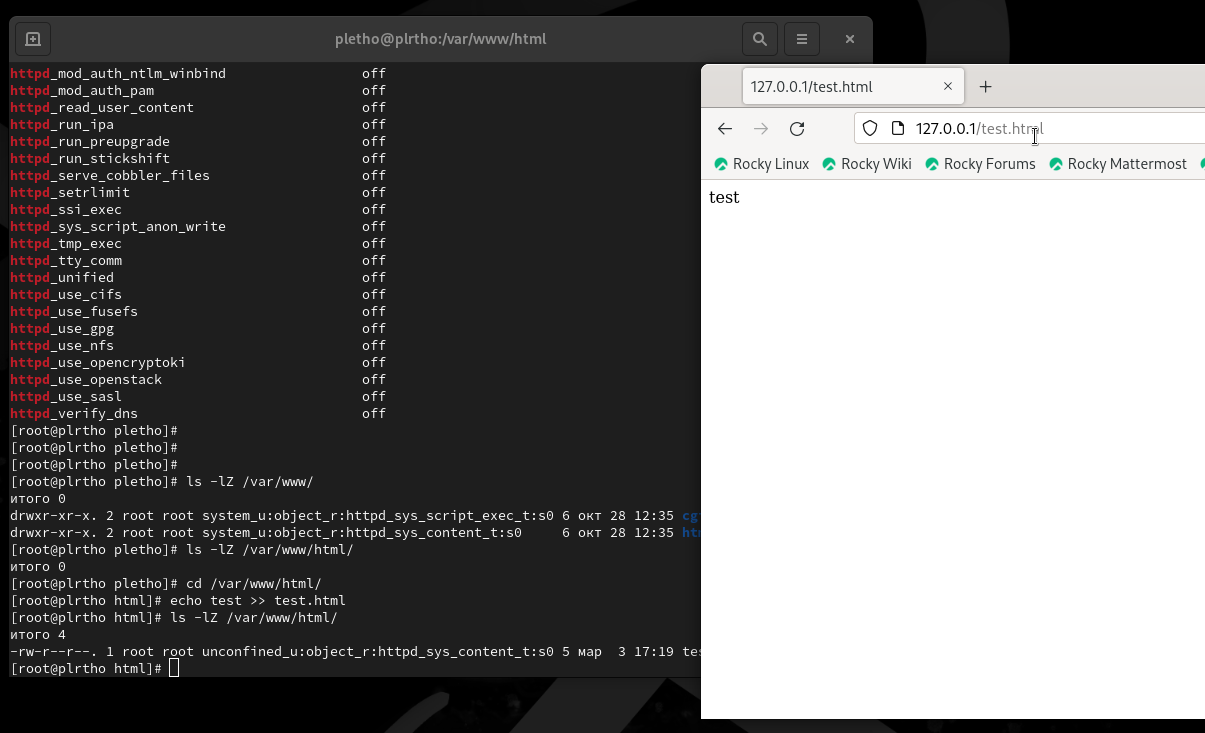 pletho@plrtho:/var/www/html
httpd_mod_auth_ntlm_winbind off
httpd_mod_auth_pam off
httpd_read_user_content off
httpd_run_ipa off
httpd_run_preupgrade off
httpd_run_stickshift off
httpd_serve_cobbler_files off
httpd_setrlimit off
httpd_ssi_exec off
httpd_sys_script_anon_write off
httpd_tmp_exec off
httpd_tty_comm off
httpd_unified off
httpd_use_cifs off
httpd_use_fusefs off
httpd_use_gpg off
httpd_use_nfs off
httpd_use_opencryptoki off
httpd_use_openstack off
httpd_use_sasl off
httpd_verify_dns off
[root@plrtho pletho]#
[root@plrtho pletho]#
[root@plrtho pletho]#
[root@plrtho pletho]# ls -lZ /var/www/
итого 0
drwxr-xr-x. 2 root root system_u:object_r:httpd_sys_script_exec_t:s0 6 окт 28 12:35 cg
drwxr-xr-x. 2 root root system_u:object_r:httpd_sys_content_t:s0 6 окт 28 12:35 ht
[root@plrtho pletho]# ls -lZ /var/www/html/
итого 0
[root@plrtho pletho]# cd /var/www/html/
[root@plrtho html]# echo test >> test.html
[root@plrtho html]# ls -lZ /var/www/html/
итого 4
-rw-r--r--. 1 root root unconfined_u:object_r:httpd_sys_content_t:s0 5 мар 3 17:19 te
[root@plrtho html]#
127.0.0.1/test.html
127.0.0.1/test.html
Rocky Linux Rocky Wiki Rocky Forums Rocky Mattermost
test